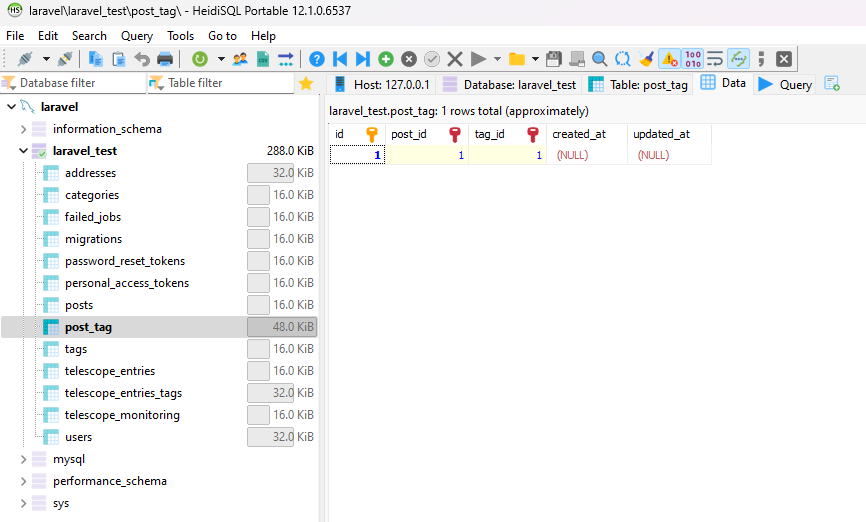 laravel\laravel_test\post_tag\ - HeidiSQL Portable 12.1.0.6537
File Edit Search Query Tools Go to Help
Database filter Table filter Host: 127.0.0.1 Database: laravel_test Table: post_tag Data Query
laravel
information_schema
laravel_test 288.0 KiB
addresses 32.0 KiB
categories 16.0 KiB
failed_jobs 16.0 KiB
migrations 16.0 KiB
password_reset_tokens 16.0 KiB
personal_access_tokens 16.0 KiB
posts 16.0 KiB
post_tag 48.0 KiB
tags 16.0 KiB
telescope_entries 16.0 KiB
telescope_entries_tags 32.0 KiB
telescope_monitoring 16.0 KiB
users 32.0 KiB
mysql
performance_schema
sys
laravel_test.post_tag: 1 rows total (approximately)
id post_id tag_id created_at updated_at
1 1 1 (NULL) (NULL)